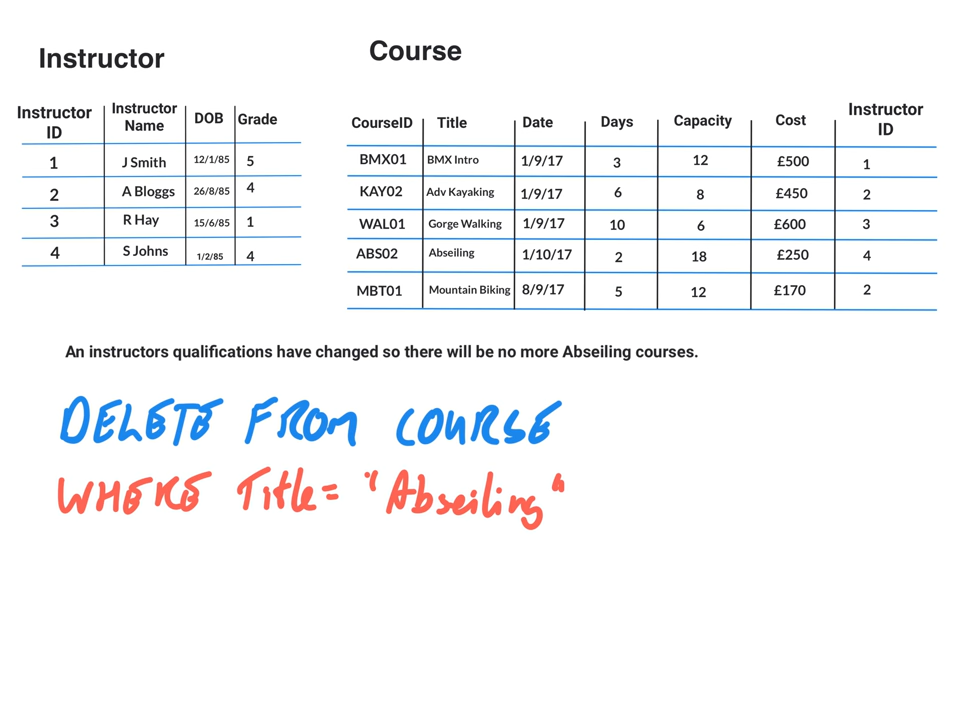 Instructor
Course
Instructor ID Instructor Name DOB Grade
1 J Smith 12/1/85 5
2 A Bloggs 26/8/85 4
3 R Hay 15/6/85 1
4 S Johns 1/2/85 4
CourseID Title Date Days Capacity Cost Instructor ID
BMX01 BMX Intro 1/9/17 3 12 £500 1
KAY02 Adv Kayaking 1/9/17 6 8 £450 2
WAL01 Gorge Walking 1/9/17 10 6 £600 3
ABS02 Abseiling 1/10/17 2 18 £250 4
MBT01 Mountain Biking 8/9/17 5 12 £170 2
An instructors qualifications have changed so there will be no more Abseiling courses.
DELETE FROM COURSE
WHERE Title= "Abseiling"